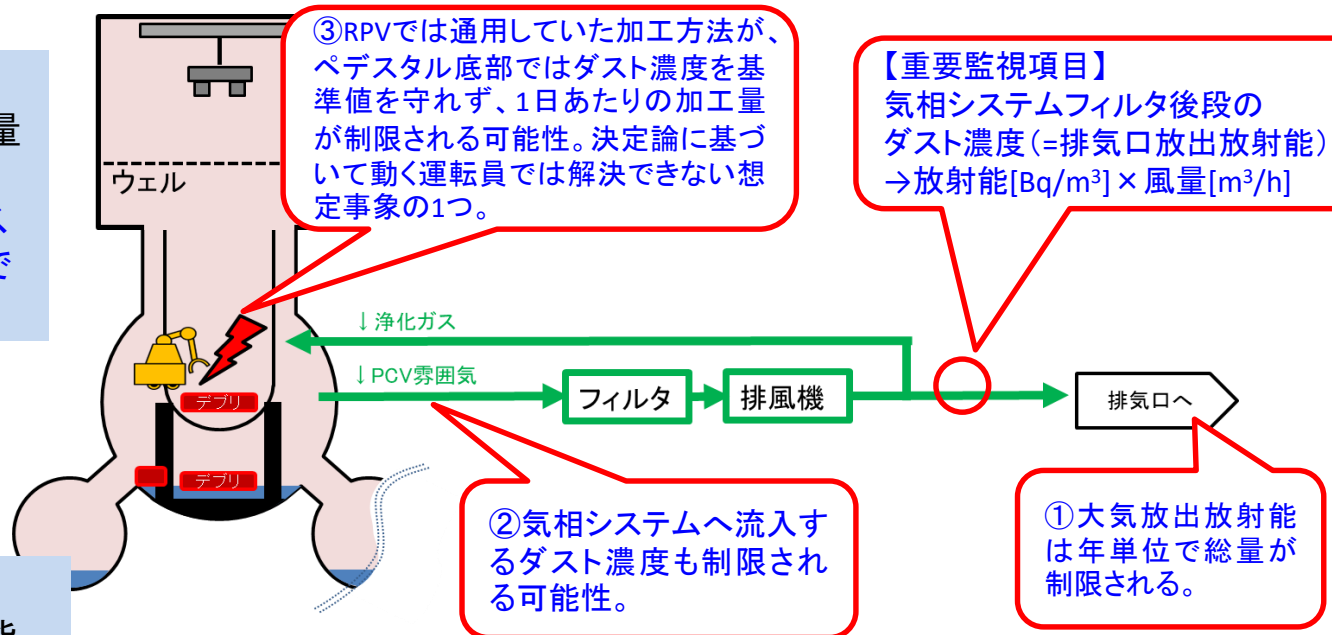 量
ス
で
能
③RPVでは通用していた加工方法が、
ペデスタル底部ではダスト濃度を基
準値を守れず、1日あたりの加工量
が制限される可能性。決定論に基づ
いて動く運転員では解決できない想
定事象の1つ。
【重要監視項目】
気相システムフィルタ後段の
ダスト濃度(=排気口放出放射能)
→放射能[Bq/m³]×風量[m³/h]
ウェル
↓浄化ガス
↓PCV雰囲気
フィルタ
排風機
排気口へ
デブリ
デブリ
②気相システムへ流入す
るダスト濃度も制限され
る可能性。
①大気放出放射能
は年単位で総量が
制限される。